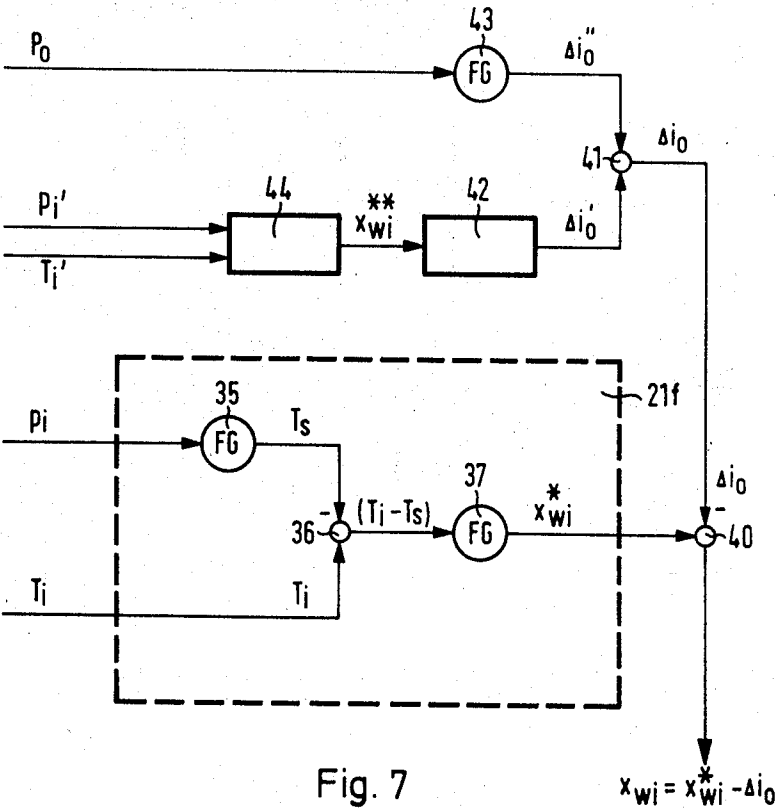 43
P₀
FG
Δi₀''
41
Δi₀
44
42
Pi'
x**wi
Δi₀'
Ti'
35
21f
Pi
FG
Ts
37
Δi₀
-
-
36
(Ti -Ts)
FG
x*wi
40
Ti
Ti
Fig. 7
xwi = x*wi -Δi₀